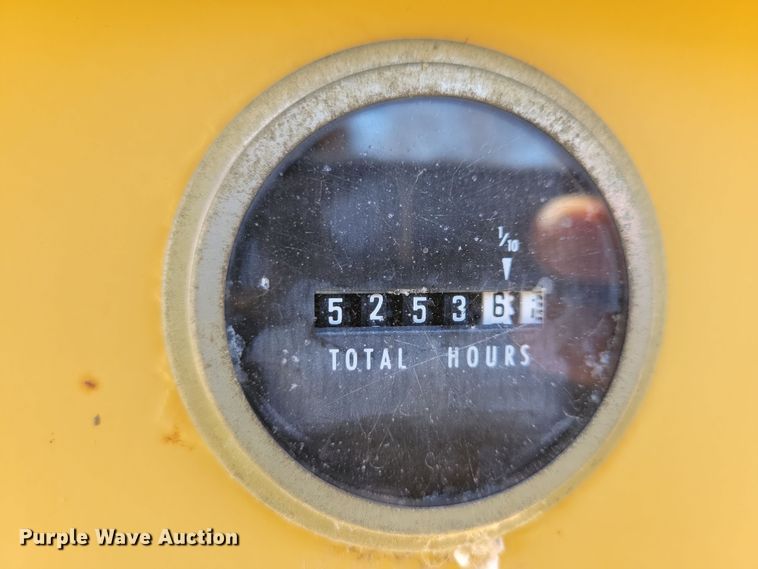 1/10
5 2 5 3 6
TOTAL HOURS
Purple Wave Auction